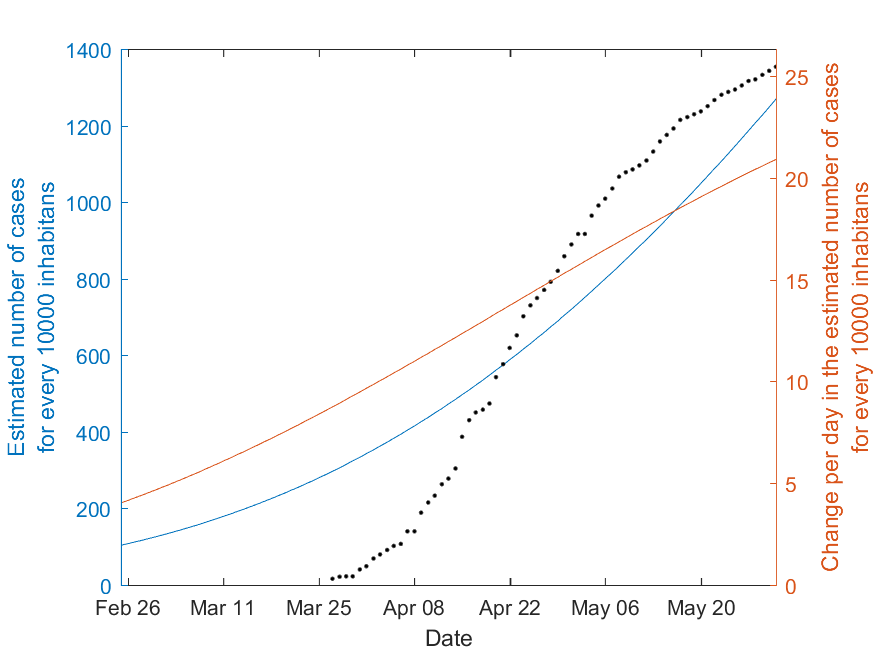 1400
1200
1000
800
600
400
200
0
Estimated number of cases
for every 10000 inhabitans
25
20
15
10
5
0
Change per day in the estimated number of cases
for every 10000 inhabitans
Feb 26 Mar 11 Mar 25 Apr 08 Apr 22 May 06 May 20
Date